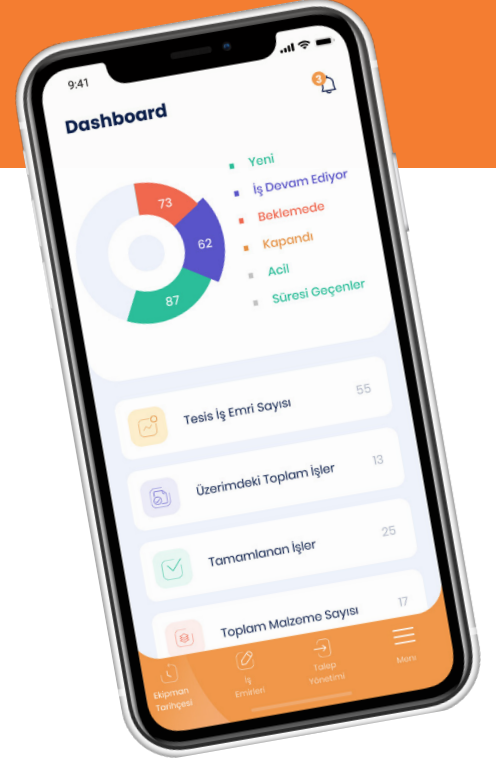 9:41
3
Dashboard
73
62
87
Yeni
İş Devam Ediyor
Beklemede
Kapandı
Acil
Süresi Geçenler
Tesis İş Emri Sayısı 55
Üzerimdeki Toplam İşler 13
Tamamlanan İşler 25
Toplam Malzeme Sayısı 17
Ekipman
Tarihçesi
İş
Emirleri
Talep
Yönetimi
Menü